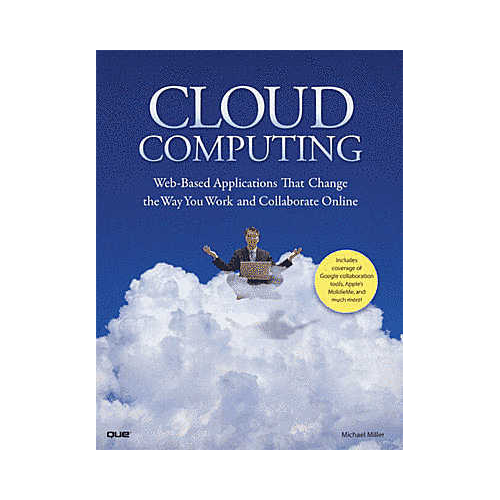 CLOUD
COMPUTING
Web-Based Applications That Change
the Way You Work and Collaborate Online
Includes
coverage of
Google collaboration
tools, Apple's
MobileMe, and
much more!
QUE
Michael Miller